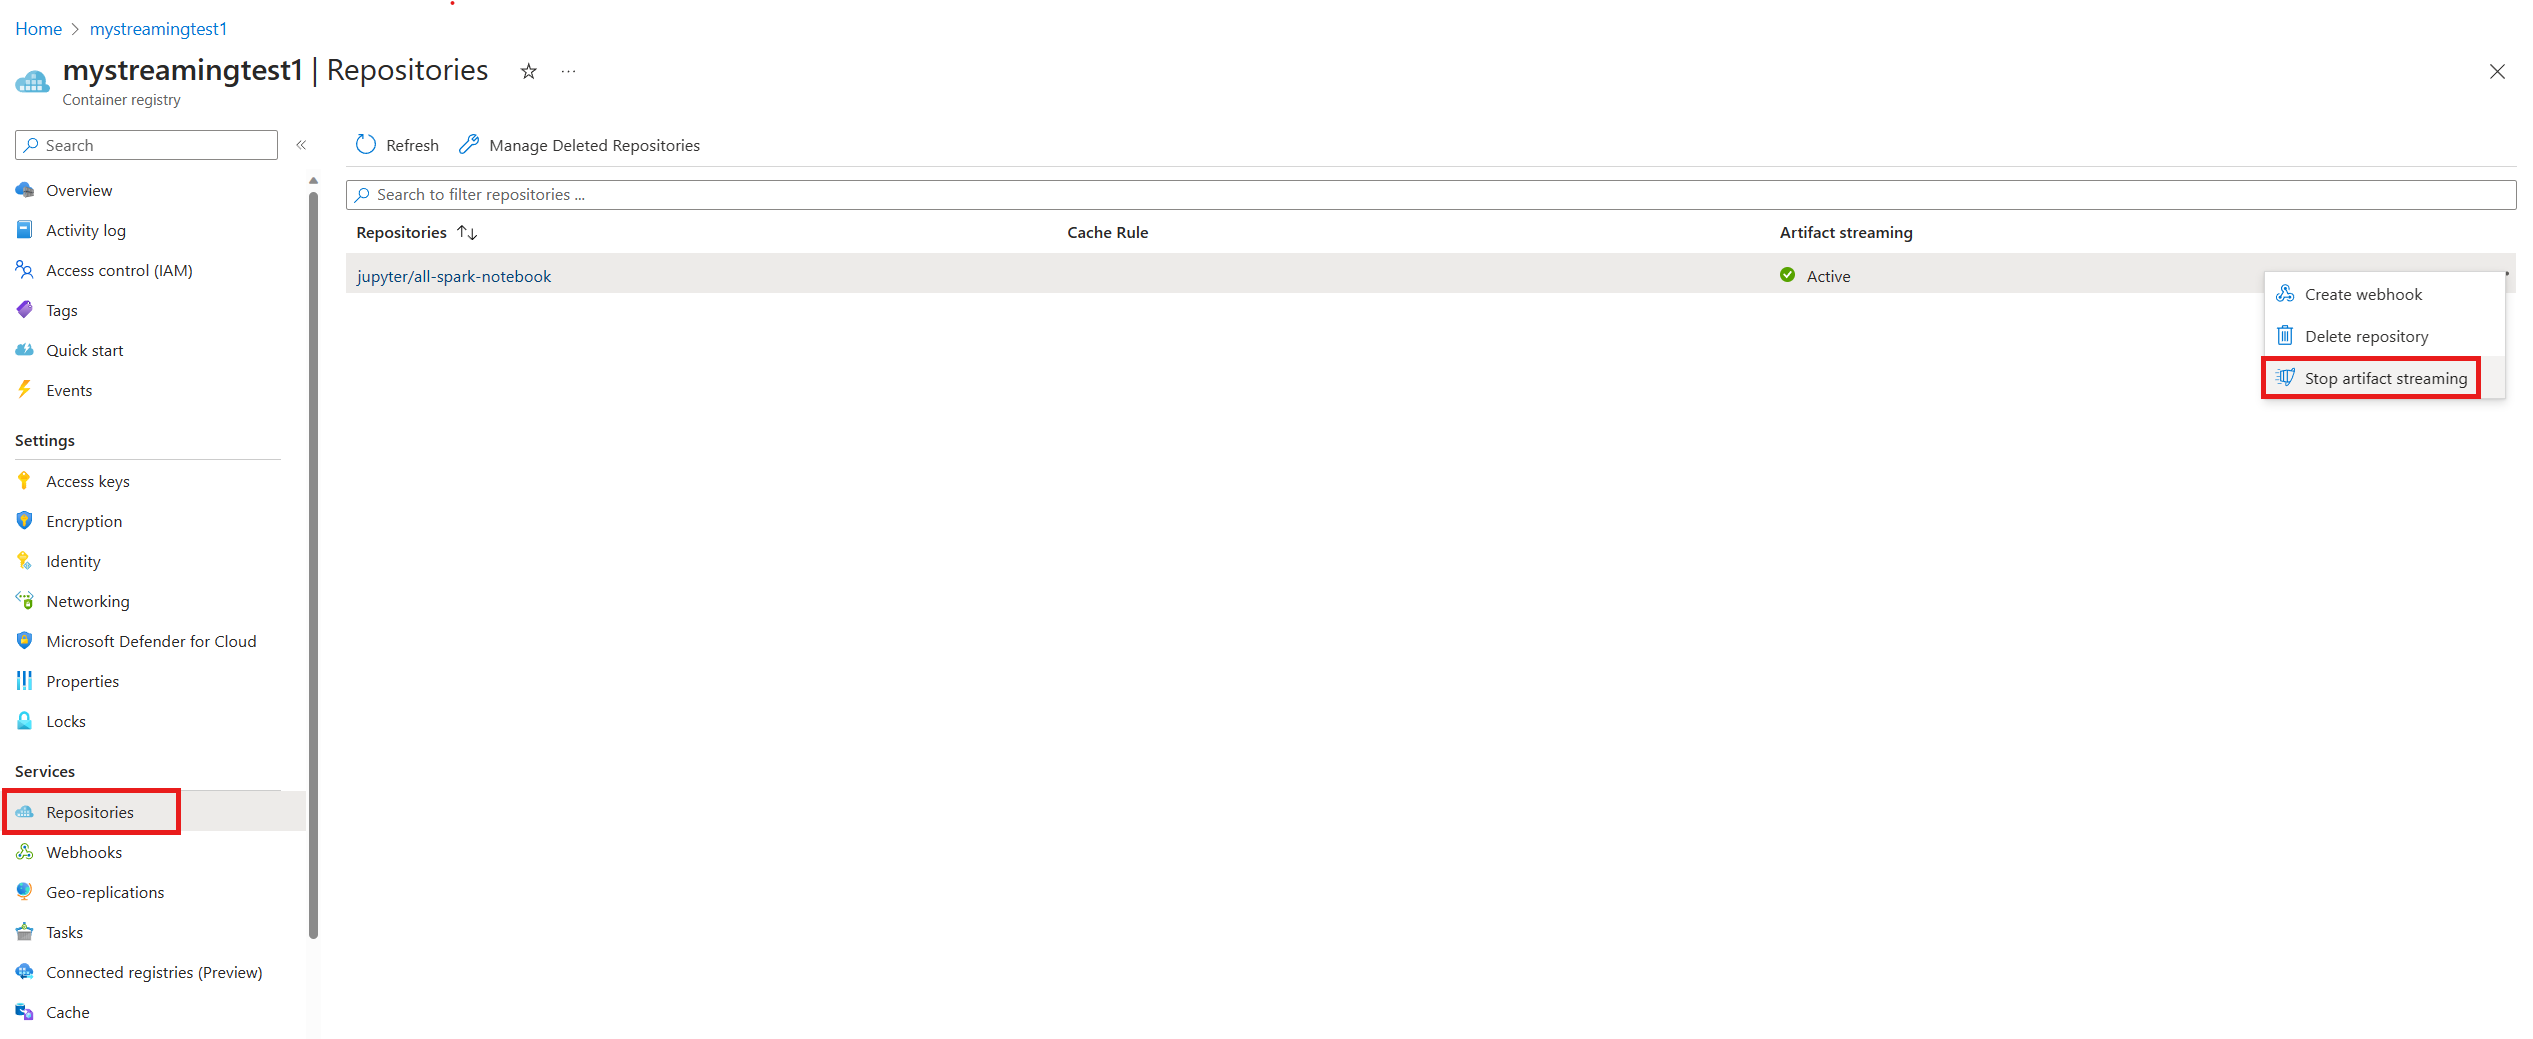 Home > mystreamingtest1
mystreamingtest1 | Repositories ☆ ...
Container registry
Search «
Overview
Activity log
Access control (IAM)
Tags
Quick start
Events
Settings
Access keys
Encryption
Identity
Networking
Microsoft Defender for Cloud
Properties
Locks
Services
Repositories
Webhooks
Geo-replications
Tasks
Connected registries (Preview)
Cache
Refresh Manage Deleted Repositories
Search to filter repositories ...
Repositories ↑↓ Cache Rule Artifact streaming
jupyter/all-spark-notebook Active
Create webhook
Delete repository
Stop artifact streaming